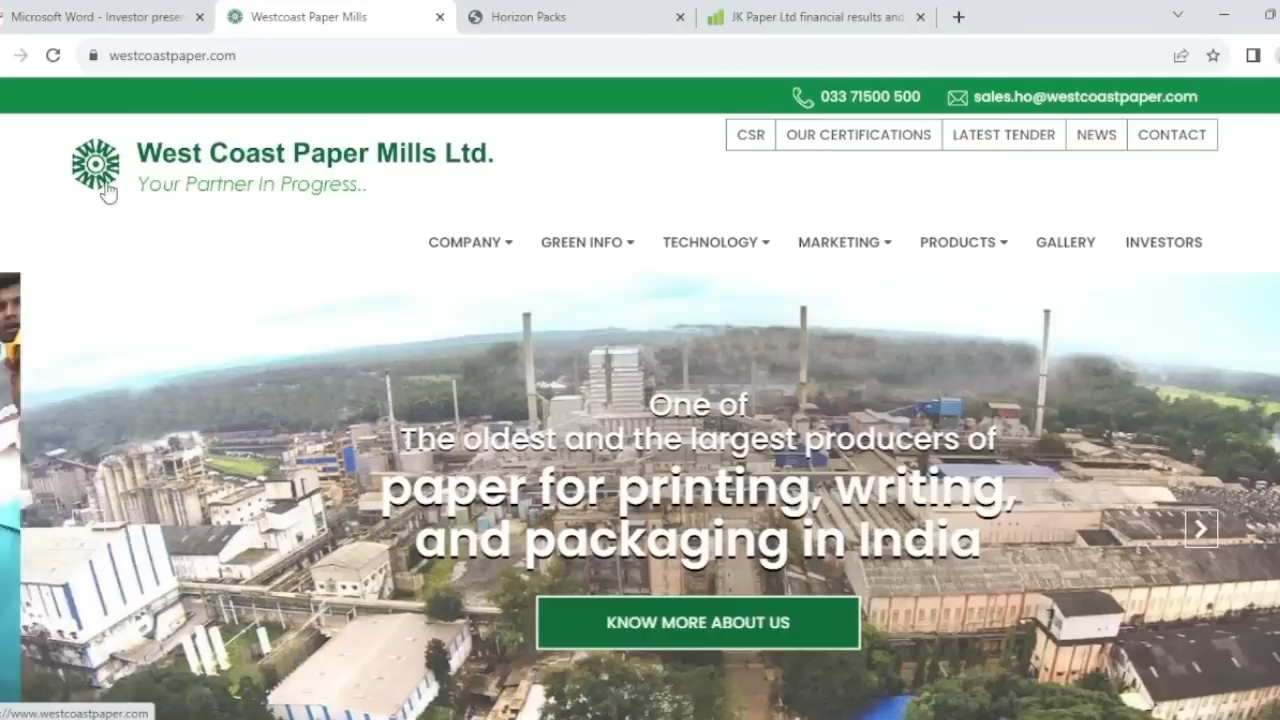 Microsoft Word - Investor prese
Westcoast Paper Mills
Horizon Packs
JK Paper Ltd financial results and
westcoastpaper.com
033 71500 500
sales.ho@westcoastpaper.com
CSR
OUR CERTIFICATIONS
LATEST TENDER
NEWS
CONTACT
West Coast Paper Mills Ltd.
Your Partner In Progress..
COMPANY
GREEN INFO
TECHNOLOGY
MARKETING
PRODUCTS
GALLERY
INVESTORS
One of
The oldest and the largest producers of
paper for printing, writing,
and packaging in India
KNOW MORE ABOUT US
://www.westcoastpaper.com